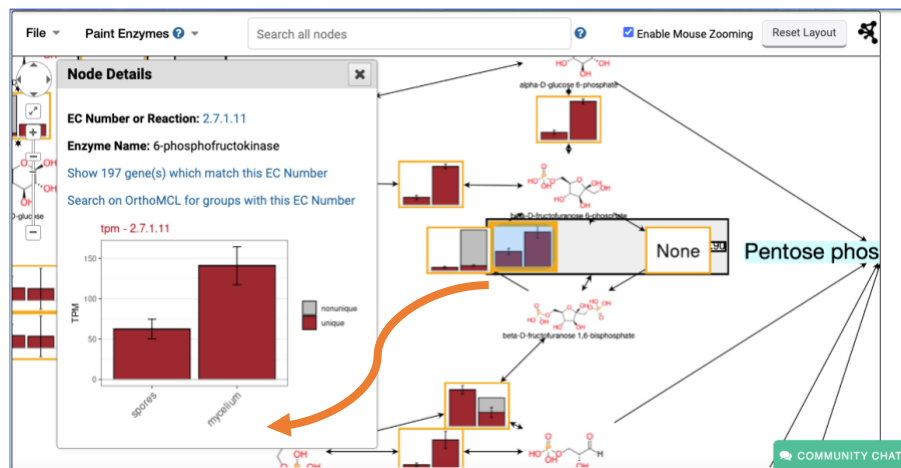 File
Paint Enzymes
Search all nodes
Enable Mouse Zooming
Reset Layout
Node Details
EC Number or Reaction: 2.7.1.11
Enzyme Name: 6-phosphofructokinase
Show 197 gene(s) which match this EC Number
Search on OrthoMCL for groups with this EC Number
tpm - 2.7.1.11
TPM
150
100
50
0
spores
mycelium
nonunique
unique
D-glucose
alpha-D-glucose 6-phosphate
beta-D-fructofuranose 6-phosphate
None
Pentose phos
beta-D-fructofuranose 1,6-bisphosphate
COMMUNITY CHAT